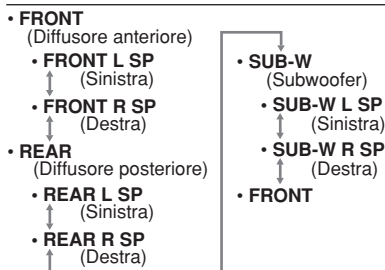 • FRONT
(Diffusore anteriore)
• FRONT L SP
(Sinistra)
• FRONT R SP
(Destra)
• REAR
(Diffusore posteriore)
• REAR L SP
(Sinistra)
• REAR R SP
(Destra)
• SUB-W
(Subwoofer)
• SUB-W L SP
(Sinistra)
• SUB-W R SP
(Destra)
• FRONT